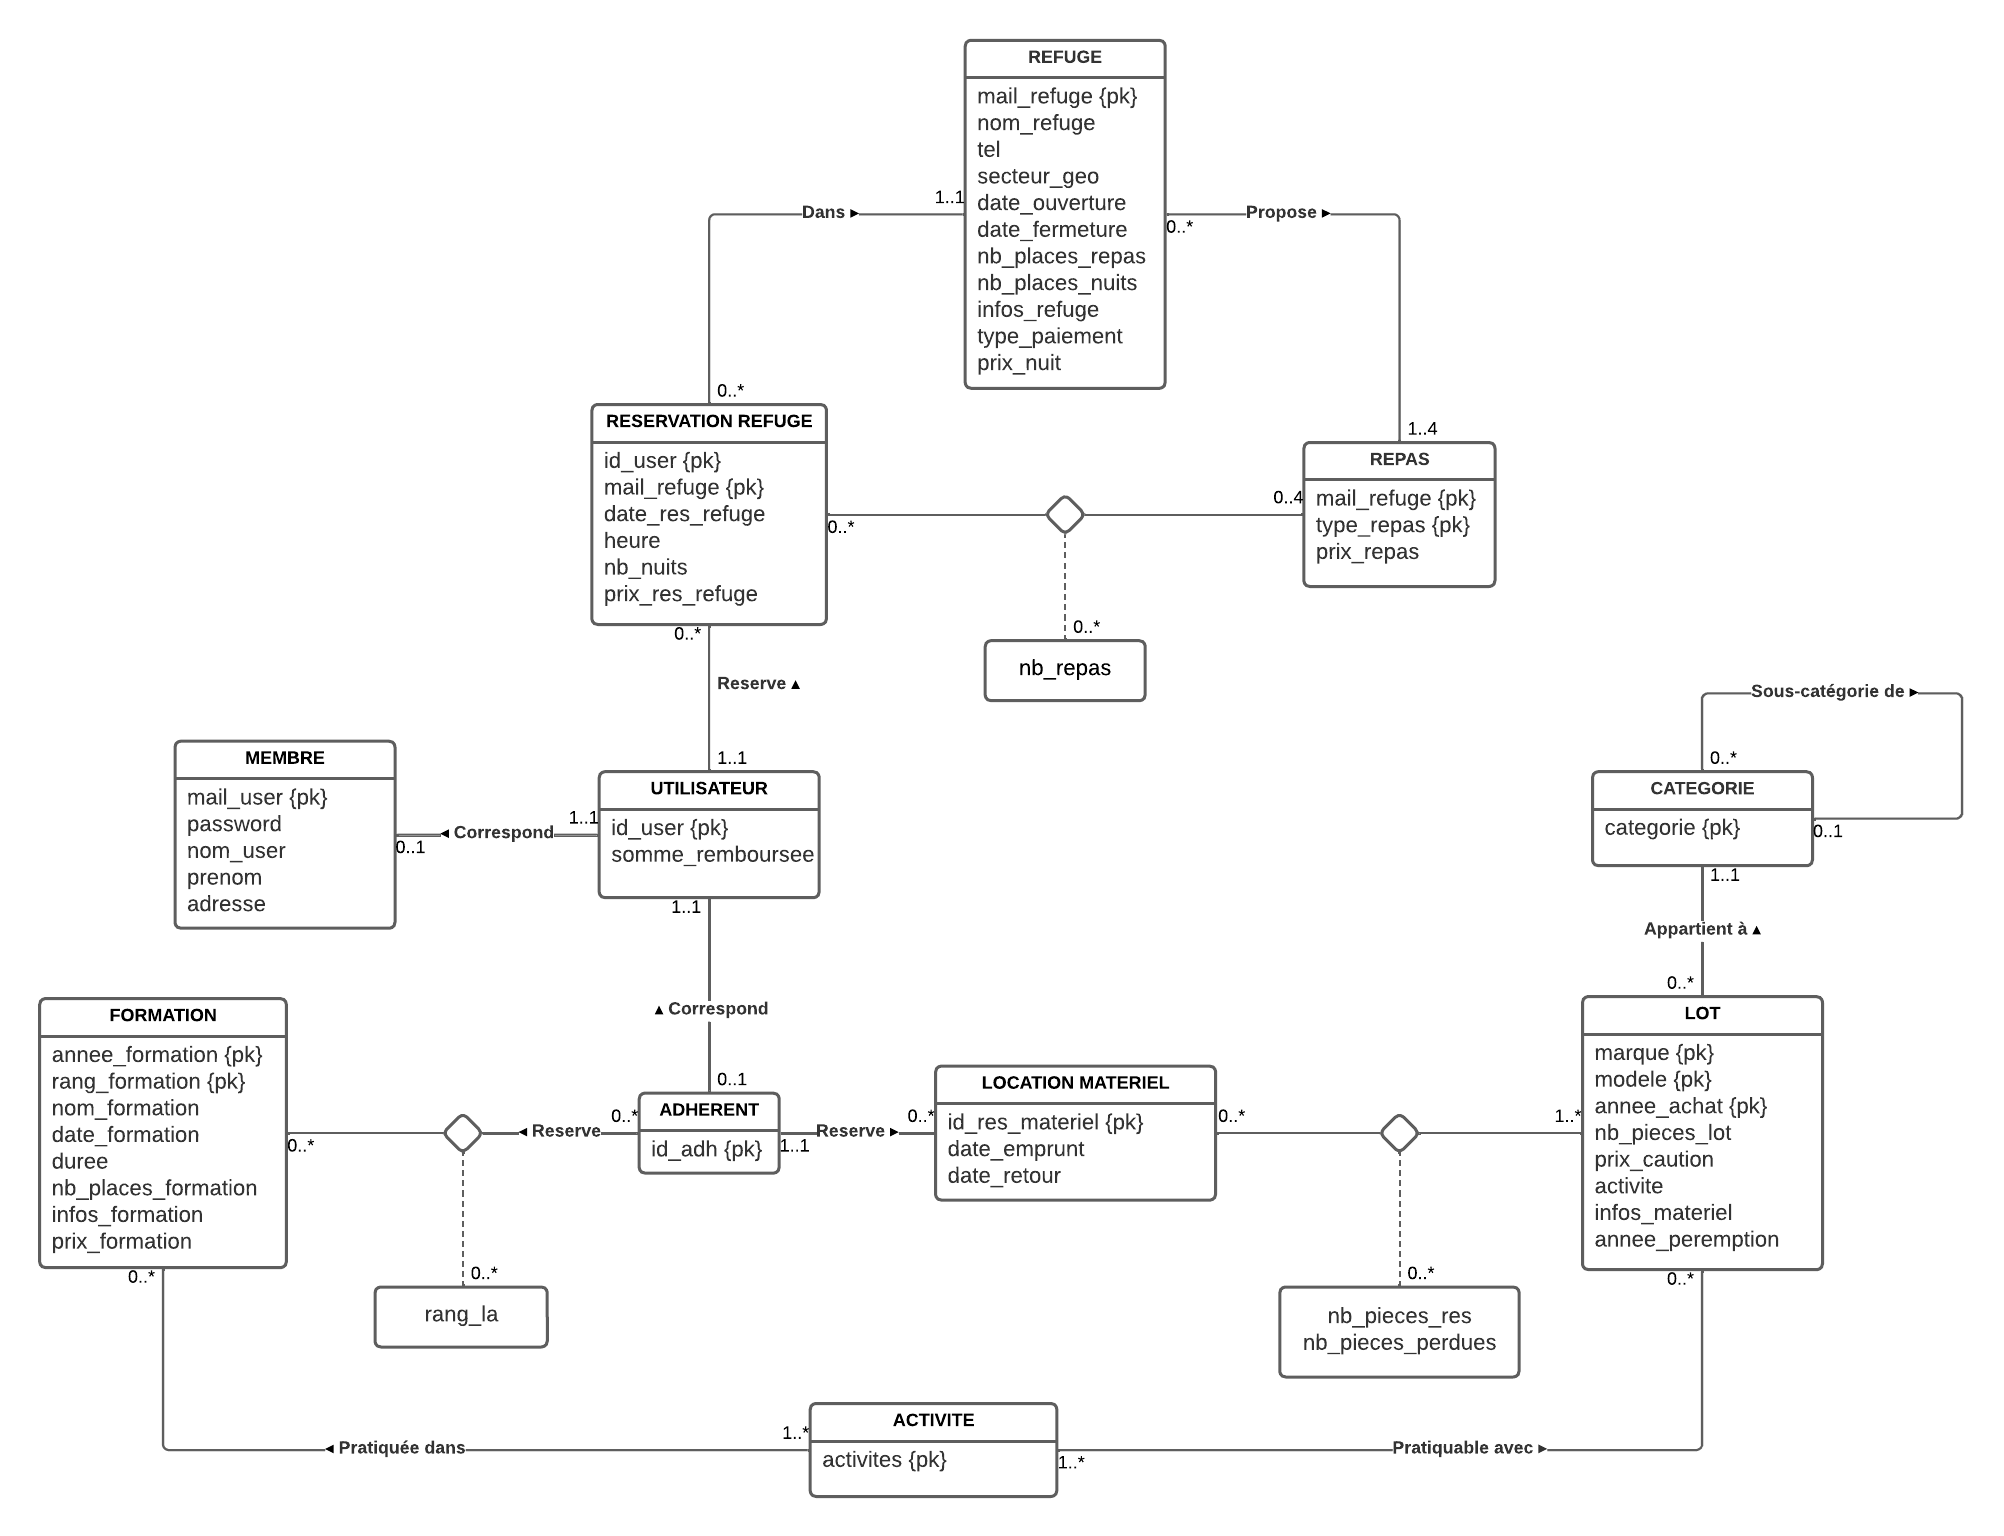 REFUGE
mail_refuge {pk}
nom_refuge
tel
secteur_geo
date_ouverture
date_fermeture
nb_places_repas
nb_places_nuits
infos_refuge
type_paiement
prix_nuit
1..1
Dans ►
0..*
Propose ►
0..*
1..4
RESERVATION REFUGE
id_user {pk}
mail_refuge {pk}
date_res_refuge
heure
nb_nuits
prix_res_refuge
REPAS
mail_refuge {pk}
type_repas {pk}
prix_repas
0..*
0..4
0..*
nb_repas
0..*
Reserve ▲
1..1
MEMBRE
mail_user {pk}
password
nom_user
prenom
adresse
0..1
◄ Correspond
1..1
UTILISATEUR
id_user {pk}
somme_remboursee
1..1
▲ Correspond
0..1
Sous-catégorie de ►
0..*
CATEGORIE
categorie {pk}
0..1
1..1
Appartient à ▲
0..*
FORMATION
annee_formation {pk}
rang_formation {pk}
nom_formation
date_formation
duree
nb_places_formation
infos_formation
prix_formation
0..*
◄ Reserve
0..*
ADHERENT
id_adh {pk}
1..1
Reserve ►
0..*
LOCATION MATERIEL
id_res_materiel {pk}
date_emprunt
date_retour
0..*
1..*
LOT
marque {pk}
modele {pk}
annee_achat {pk}
nb_pieces_lot
prix_caution
activite
infos_materiel
annee_peremption
0..*
0..*
rang_la
0..*
nb_pieces_res
nb_pieces_perdues
0..*
◄ Pratiquée dans
1..*
ACTIVITE
activites {pk}
1..*
Pratiquable avec ►